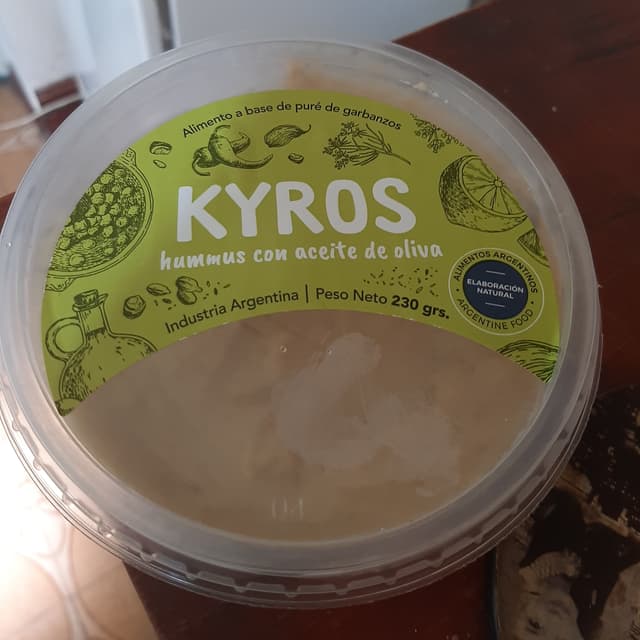 Alimento a base de puré de garbanzos
KYROS
hummus con aceite de oliva
Industria Argentina | Peso Neto 230 grs.
ALIMENTOS ARGENTINOS
ELABORACIÓN
NATURAL
ARGENTINE FOOD